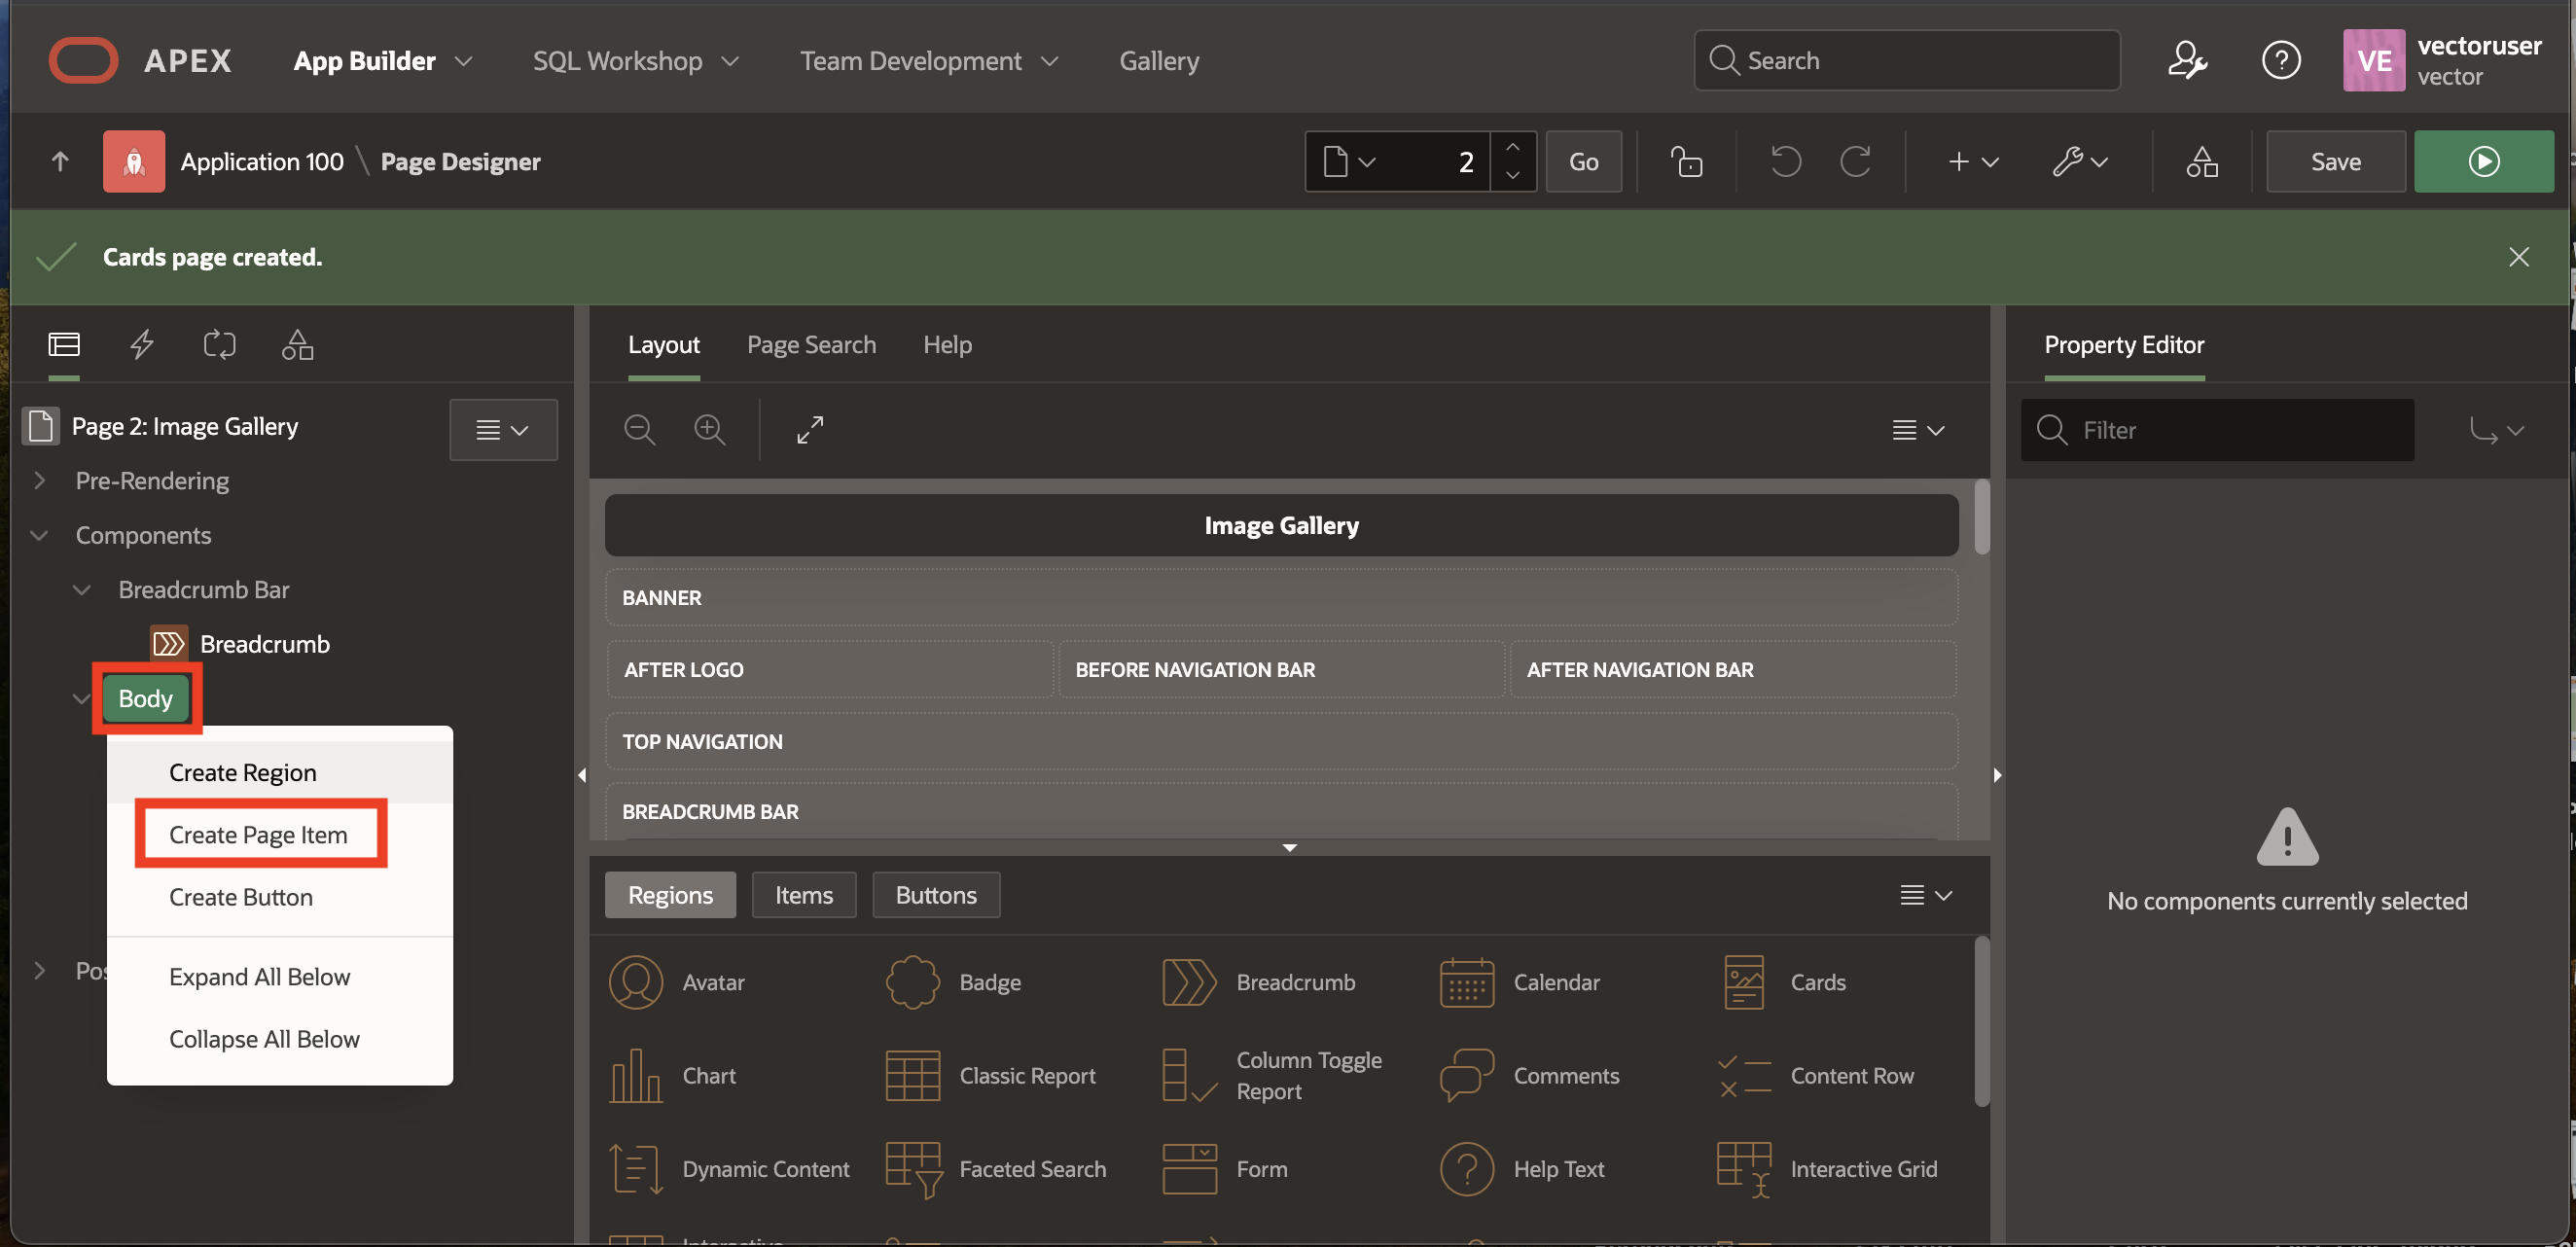 APEX
App Builder
SQL Workshop
Team Development
Gallery
Search
VE
vectoruser
vector
Application 100 \ Page Designer
2
Go
Save
Cards page created.
Layout
Page Search
Help
Property Editor
Page 2: Image Gallery
Filter
Pre-Rendering
Components
Breadcrumb Bar
Breadcrumb
Body
Create Region
Create Page Item
Create Button
Expand All Below
Collapse All Below
Pos
Image Gallery
BANNER
AFTER LOGO
BEFORE NAVIGATION BAR
AFTER NAVIGATION BAR
TOP NAVIGATION
BREADCRUMB BAR
Regions
Items
Buttons
Avatar
Badge
Breadcrumb
Calendar
Cards
Chart
Classic Report
Column Toggle
Report
Comments
Content Row
Dynamic Content
Faceted Search
Form
Help Text
Interactive Grid
Interactive
No components currently selected